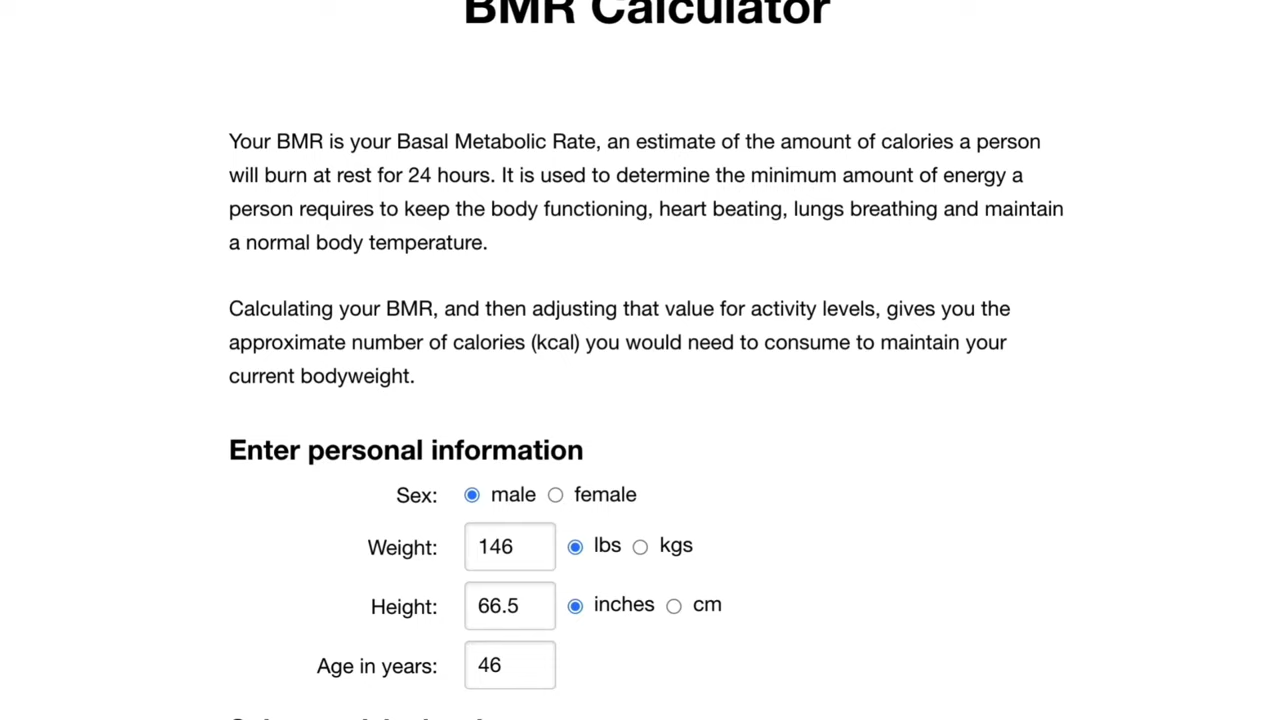 BMR Calculator
Your BMR is your Basal Metabolic Rate, an estimate of the amount of calories a person
will burn at rest for 24 hours. It is used to determine the minimum amount of energy a
person requires to keep the body functioning, heart beating, lungs breathing and maintain
a normal body temperature.
Calculating your BMR, and then adjusting that value for activity levels, gives you the
approximate number of calories (kcal) you would need to consume to maintain your
current bodyweight.
Enter personal information
Sex: male female
Weight: 146 lbs kgs
Height: 66.5 inches cm
Age in years: 46